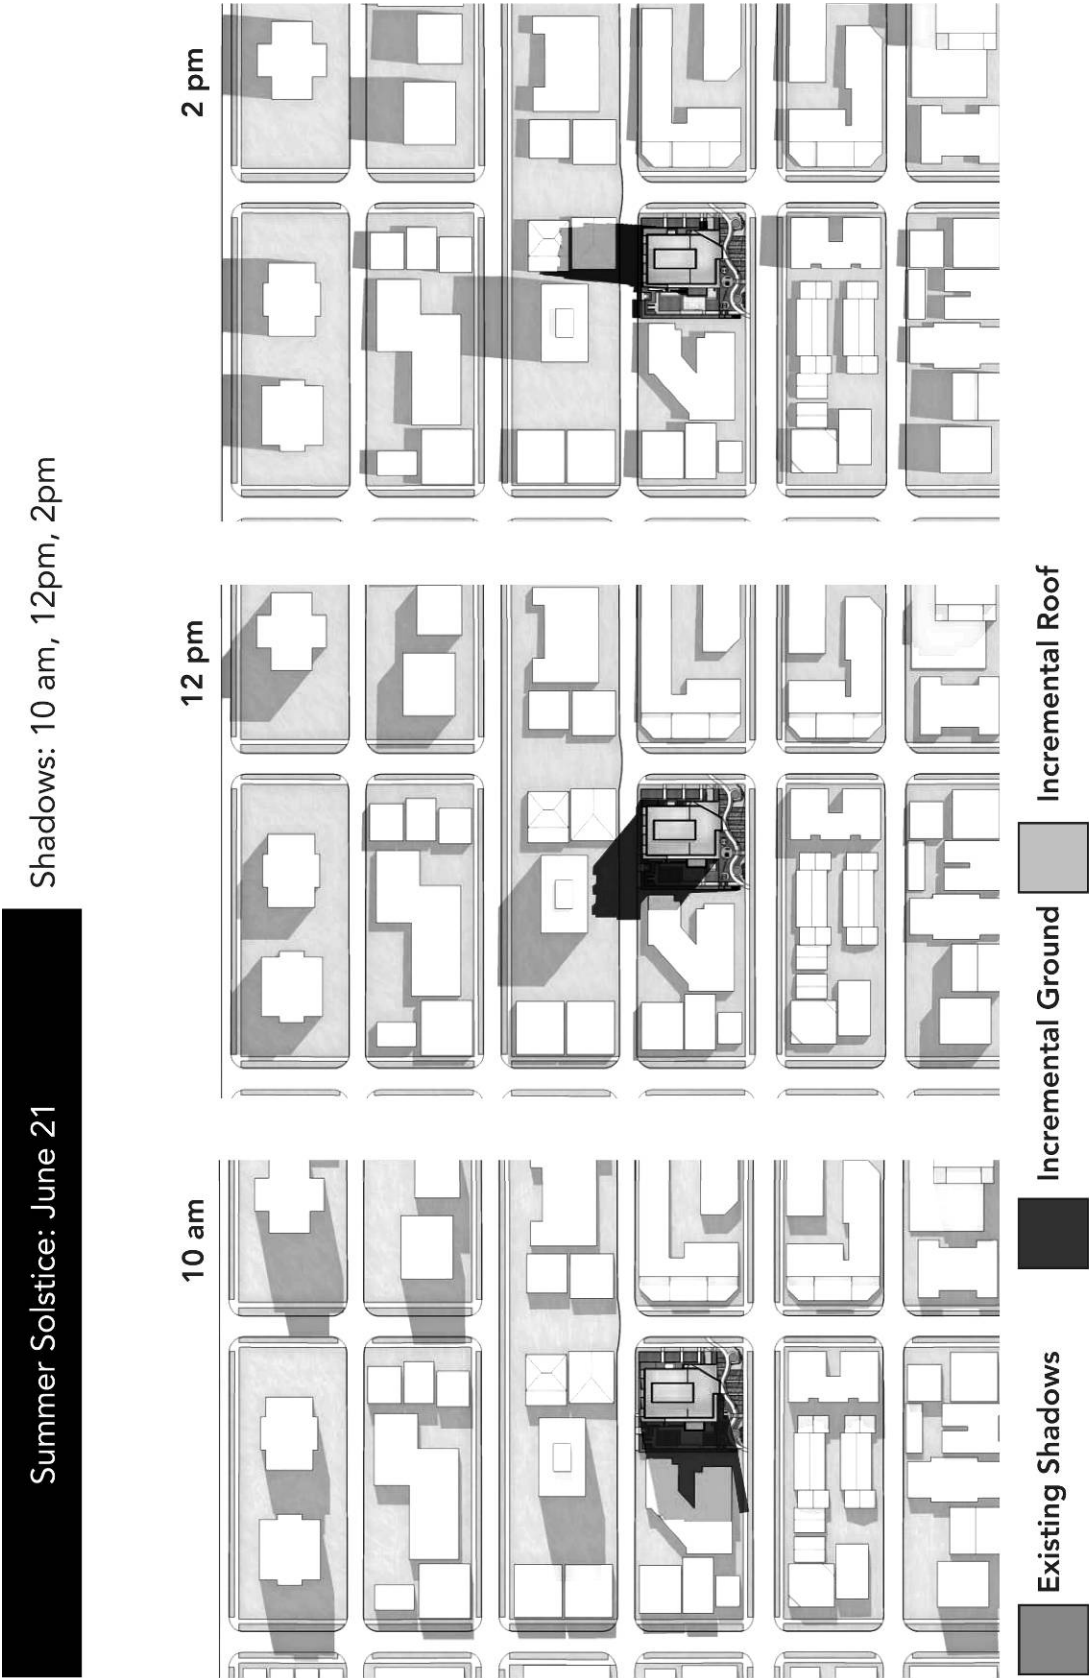 Summer Solstice: June 21
Shadows: 10 am, 12pm, 2pm
10 am
12 pm
2 pm
Existing Shadows
Incremental Ground
Incremental Roof